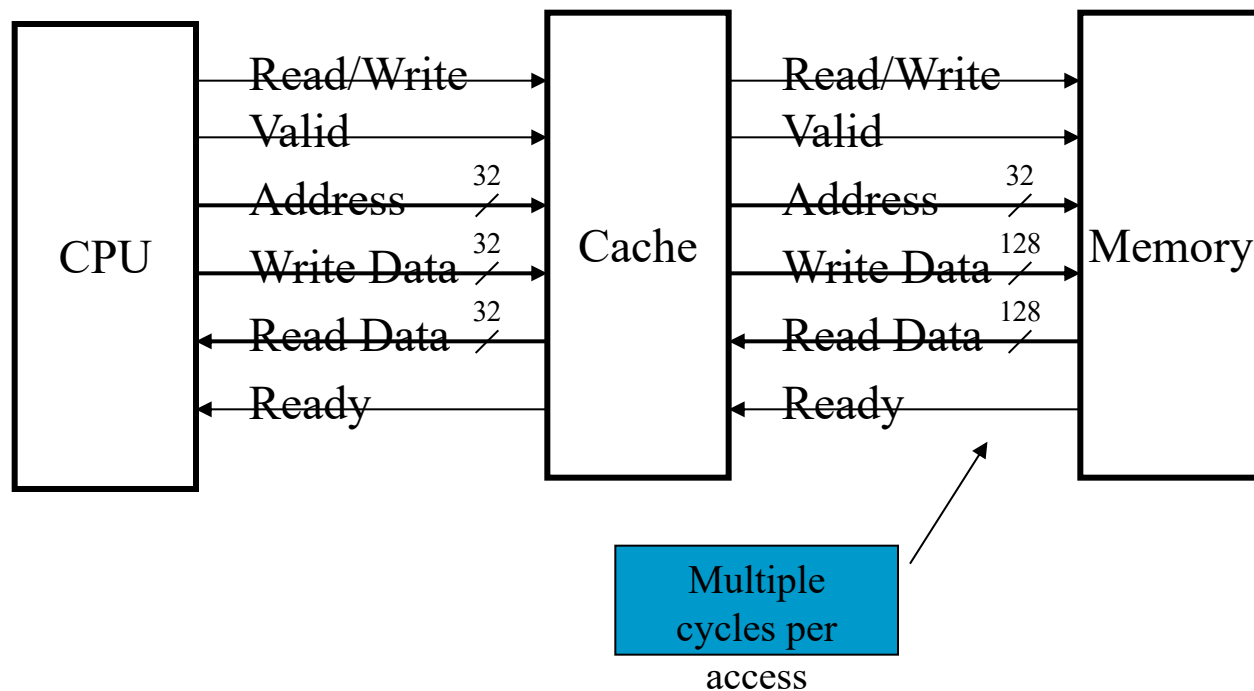 Read/Write
Read/Write
Valid
Valid
32
32
Address
Address
CPU
Cache
Memory
32
128
Write Data
Write Data
32
128
Read Data
Read Data
Ready
Ready
Multiple
cycles per
access